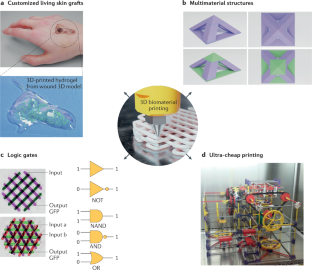 a Customized living skin grafts
3D-printed hydrogel
from wound 3D model
b Multimaterial structures
3D biomaterial
printing
c Logic gates
Input
Output
GFP
Input a
Input b
Output
GFP
1 1
0 1
NOT
1 1
0
NAND
1 1
0
AND
1 1
0
OR
d Ultra-cheap printing